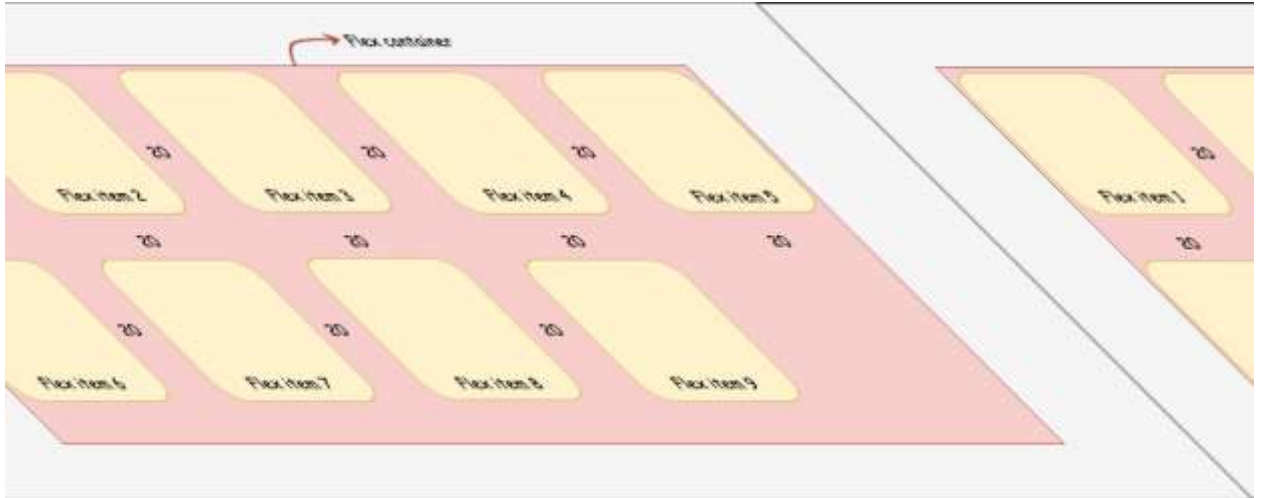 Flex container
20 20 20 20
Flex item 2 Flex item 3 Flex item 4 Flex item 5 Flex item 1
20 20 20 20 20
20 20 20
Flex item 6 Flex item 7 Flex item 8 Flex item 9